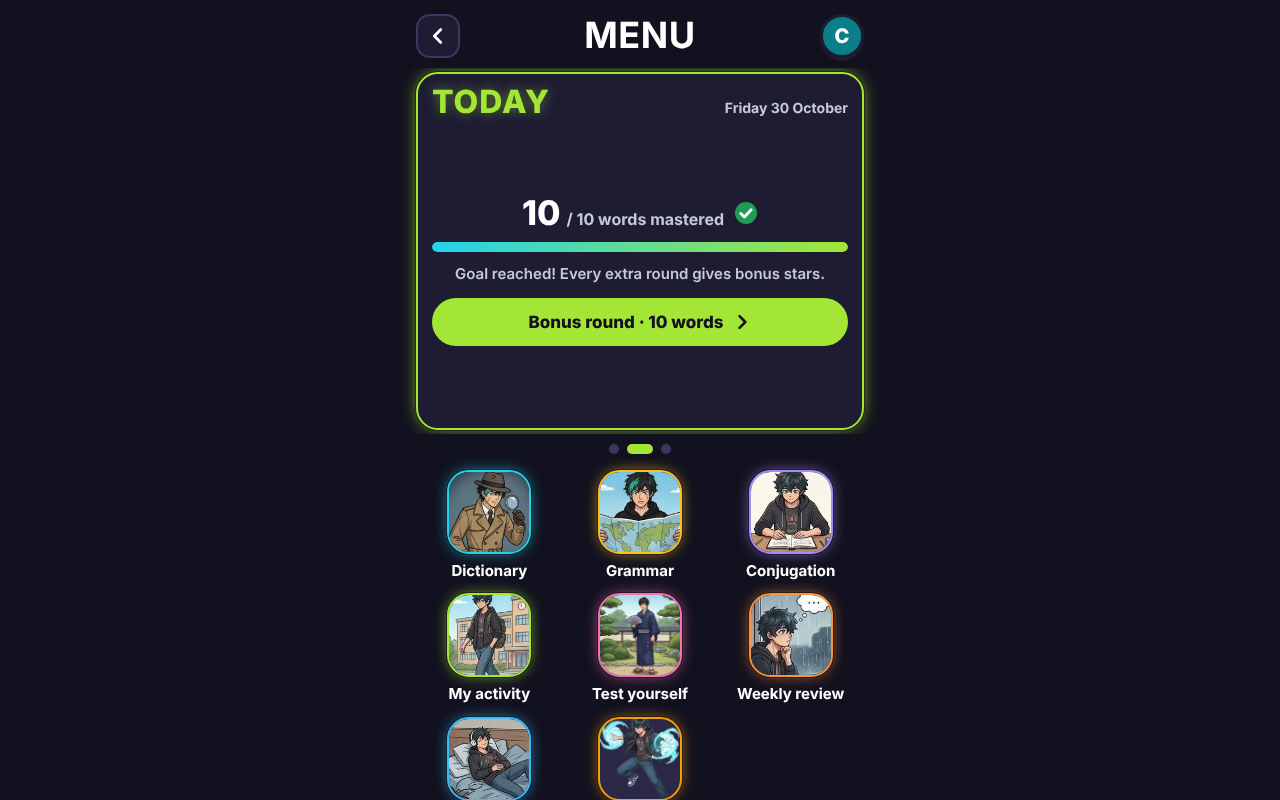 MENU
C
TODAY
Friday 30 October
10 / 10 words mastered
Goal reached! Every extra round gives bonus stars.
Bonus round · 10 words
Dictionary
Grammar
Conjugation
My activity
Test yourself
Weekly review